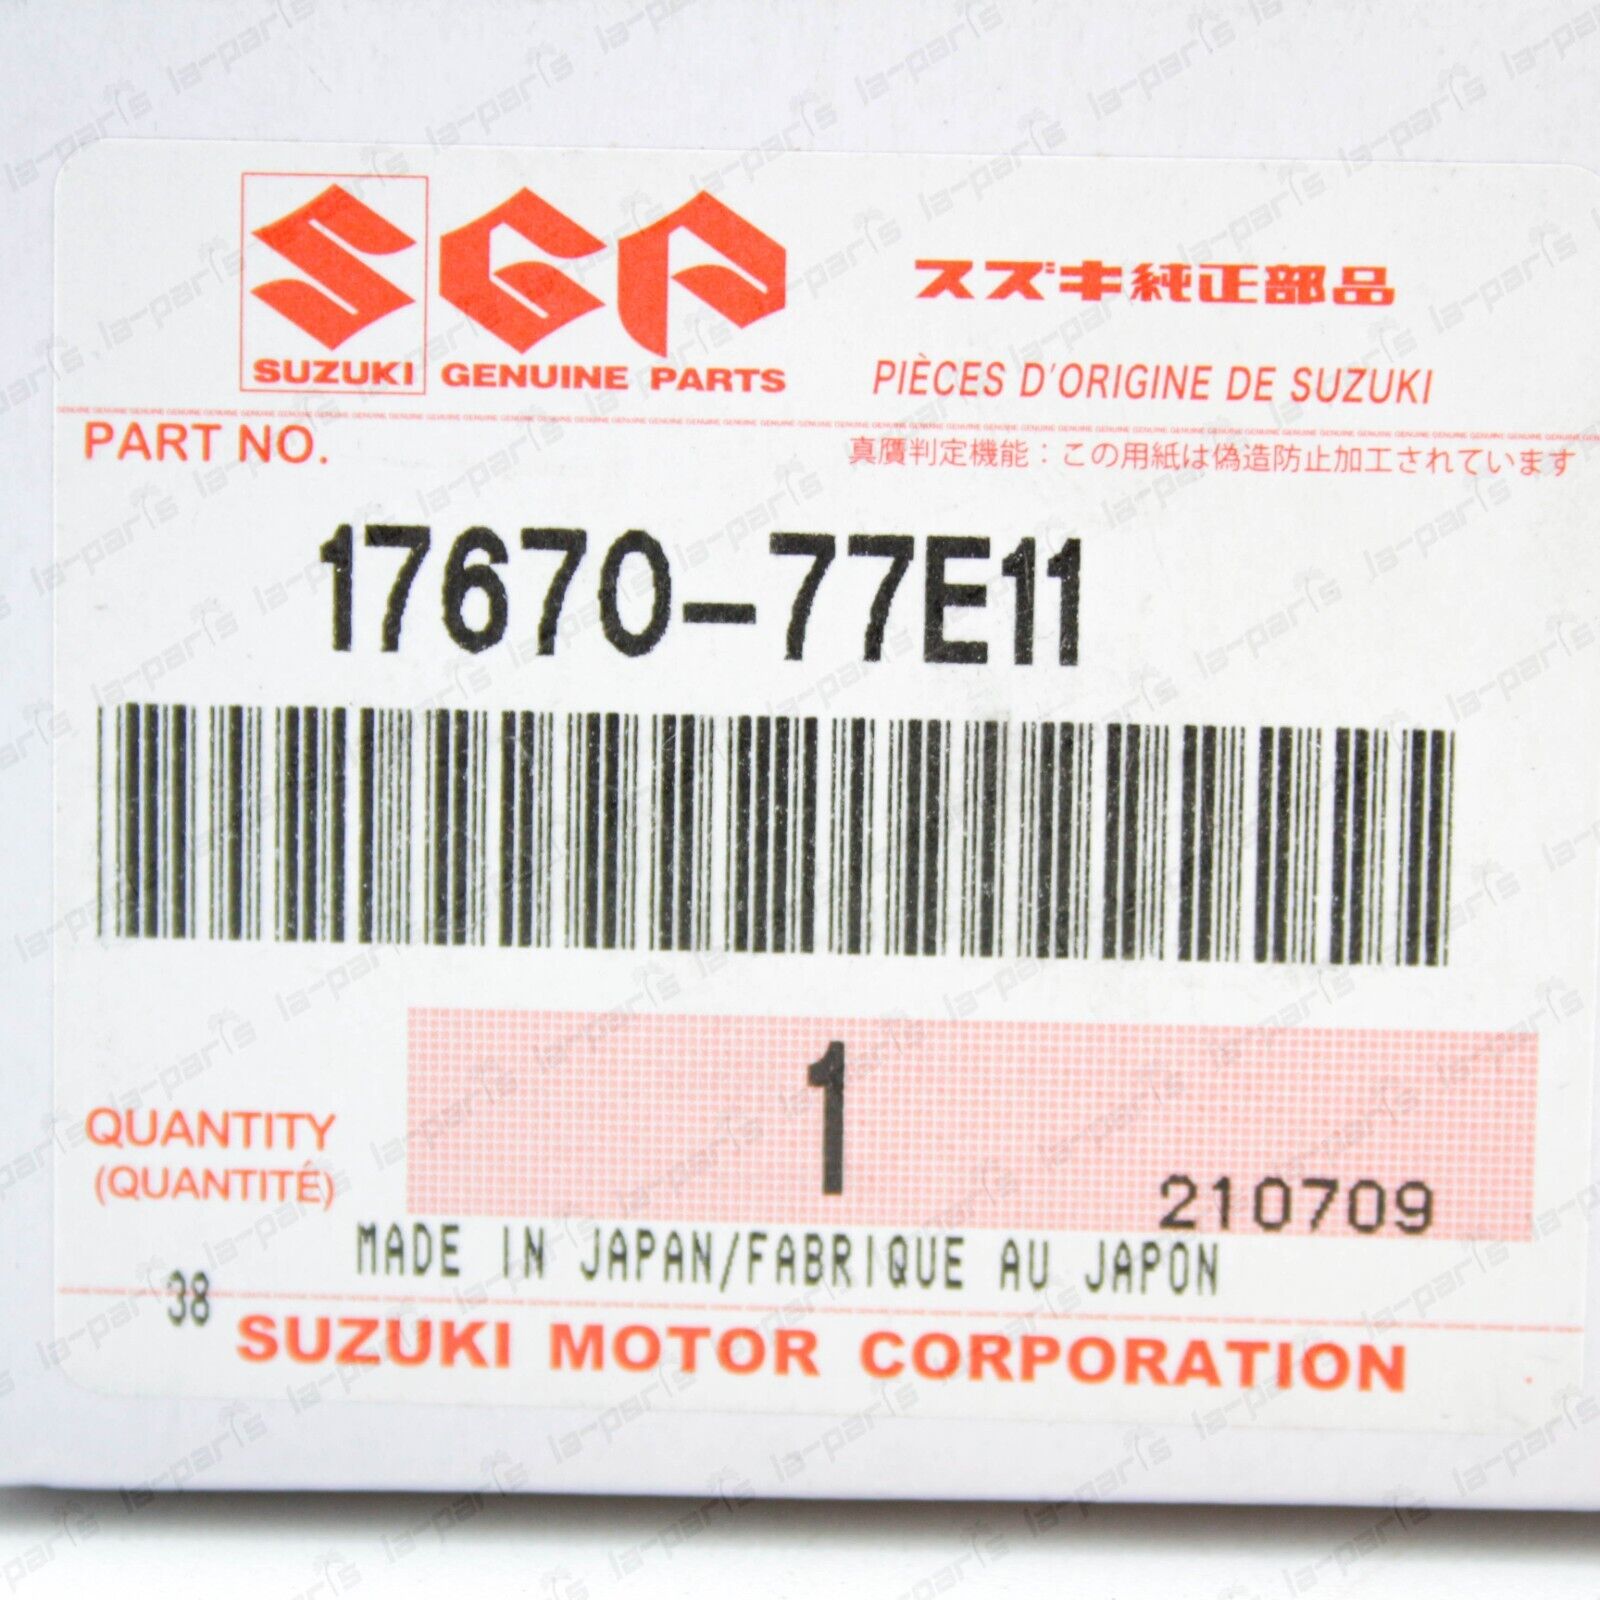 SGP
スズキ純正部品
SUZUKI GENUINE PARTS
PIÈCES D'ORIGINE DE SUZUKI
PART NO.
真贋判定機能：この用紙は偽造防止加工されています
17670-77E11
1
QUANTITY
(QUANTITÉ)
210709
MADE IN JAPAN/FABRIQUE AU JAPON
38
SUZUKI MOTOR CORPORATION
la-parts